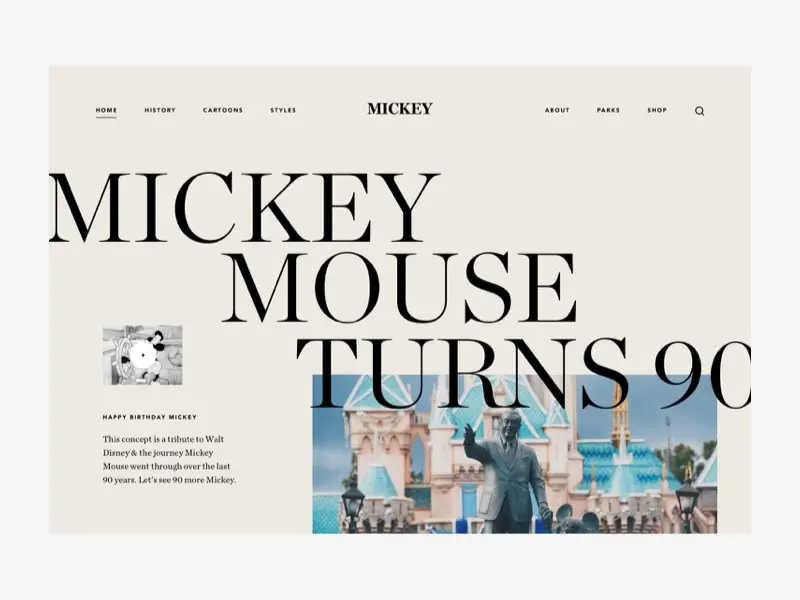 HOME HISTORY CARTOONS STYLES MICKEY ABOUT PARKS SHOP
MICKEY
MOUSE
TURNS 90
HAPPY BIRTHDAY MICKEY
This concept is a tribute to Walt
Disney & the journey Mickey
Mouse went through over the last
90 years. Let's see 90 more Mickey.